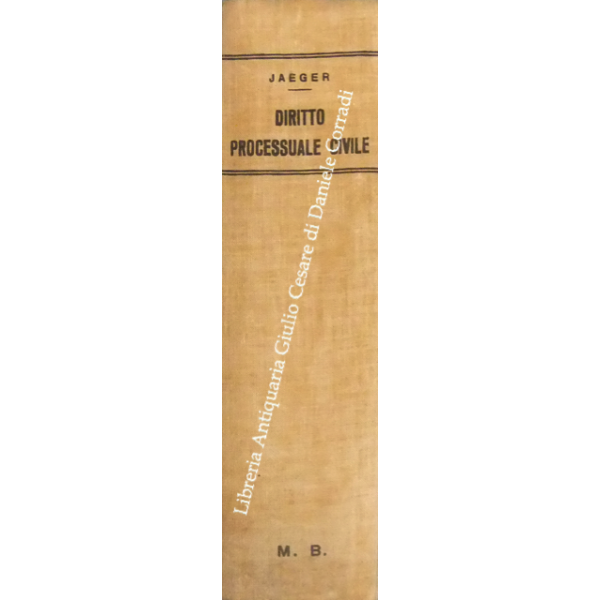 JAEGER
DIRITTO
PROCESSUALE CIVILE
Libreria Antiquaria Giulio Cesare di Daniele Corradi
M. B.